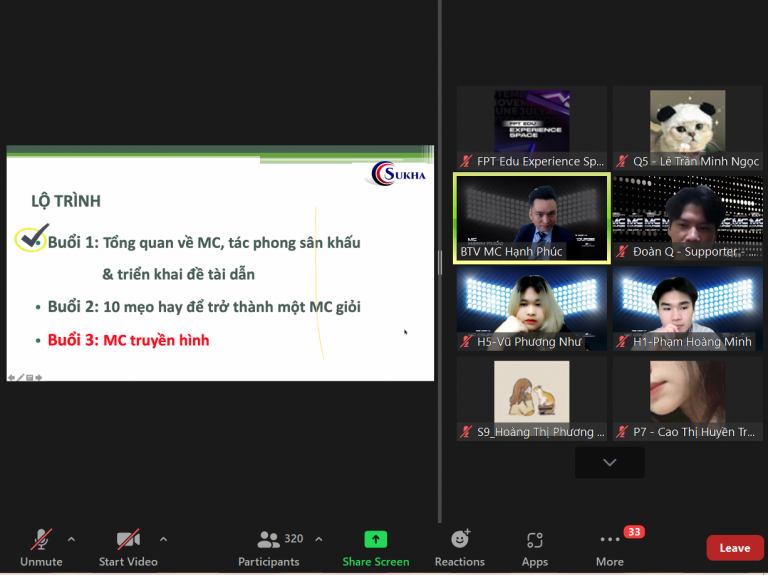 SUKHA
LỘ TRÌNH
Buổi 1: Tổng quan về MC, tác phong sân khấu
& triển khai đề tài dẫn
• Buổi 2: 10 mẹo hay để trở thành một MC giỏi
• Buổi 3: MC truyền hình
FPT EDU
EXPERIENCE
SPACE
FPT Edu Experience Sp...
Q5 - Lê Trần Minh Ngọc
BTV MC Hạnh Phúc
Đoàn Q - Supporter - ...
H5-Vũ Phương Như
H1-Phạm Hoàng Minh
S9_Hoàng Thị Phương ...
P7 - Cao Thị Huyền Tr...
Unmute
Start Video
320
Participants
Share Screen
Reactions
Apps
33
More
Leave